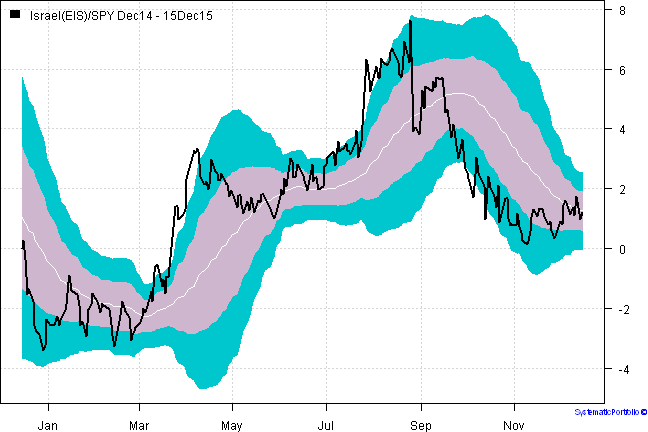 Israel(EIS)/SPY Dec14 - 15Dec15
8
6
4
2
0
-2
-4
Jan Mar May Jul Sep Nov
SystematicPortfolio ©